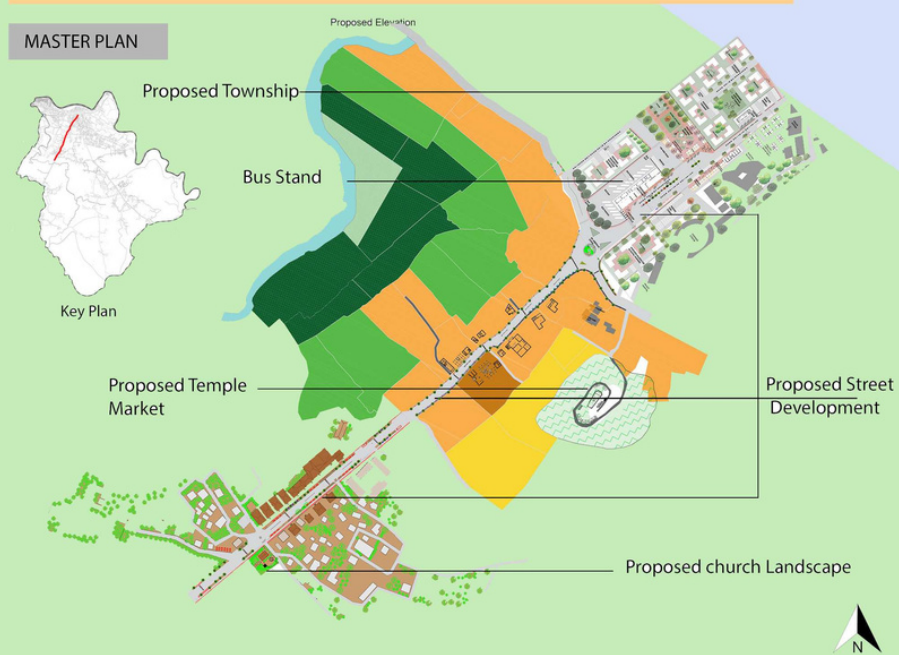 Proposed Elevation
MASTER PLAN
Proposed Township
Bus Stand
Key Plan
Proposed Temple
Market
Proposed Street
Development
Proposed church Landscape
N